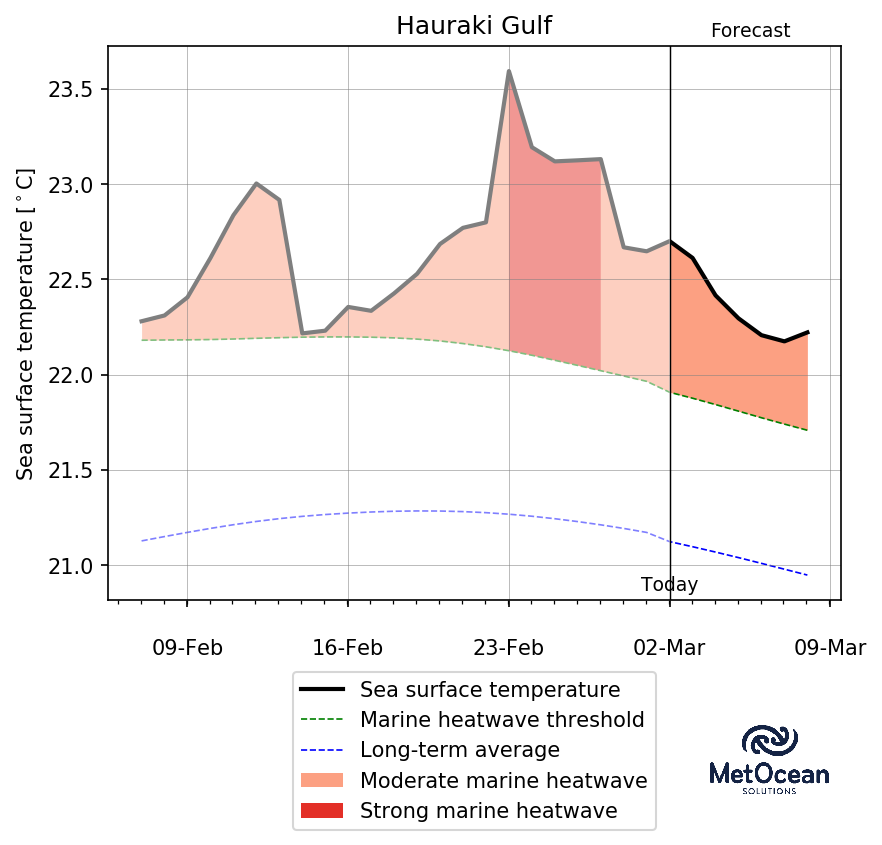 Hauraki Gulf
Forecast
23.5
23.0
22.5
22.0
21.5
21.0
Sea surface temperature [°C]
Today
09-Feb 16-Feb 23-Feb 02-Mar 09-Mar
Sea surface temperature
Marine heatwave threshold
Long-term average
Moderate marine heatwave
Strong marine heatwave
MetOcean
SOLUTIONS